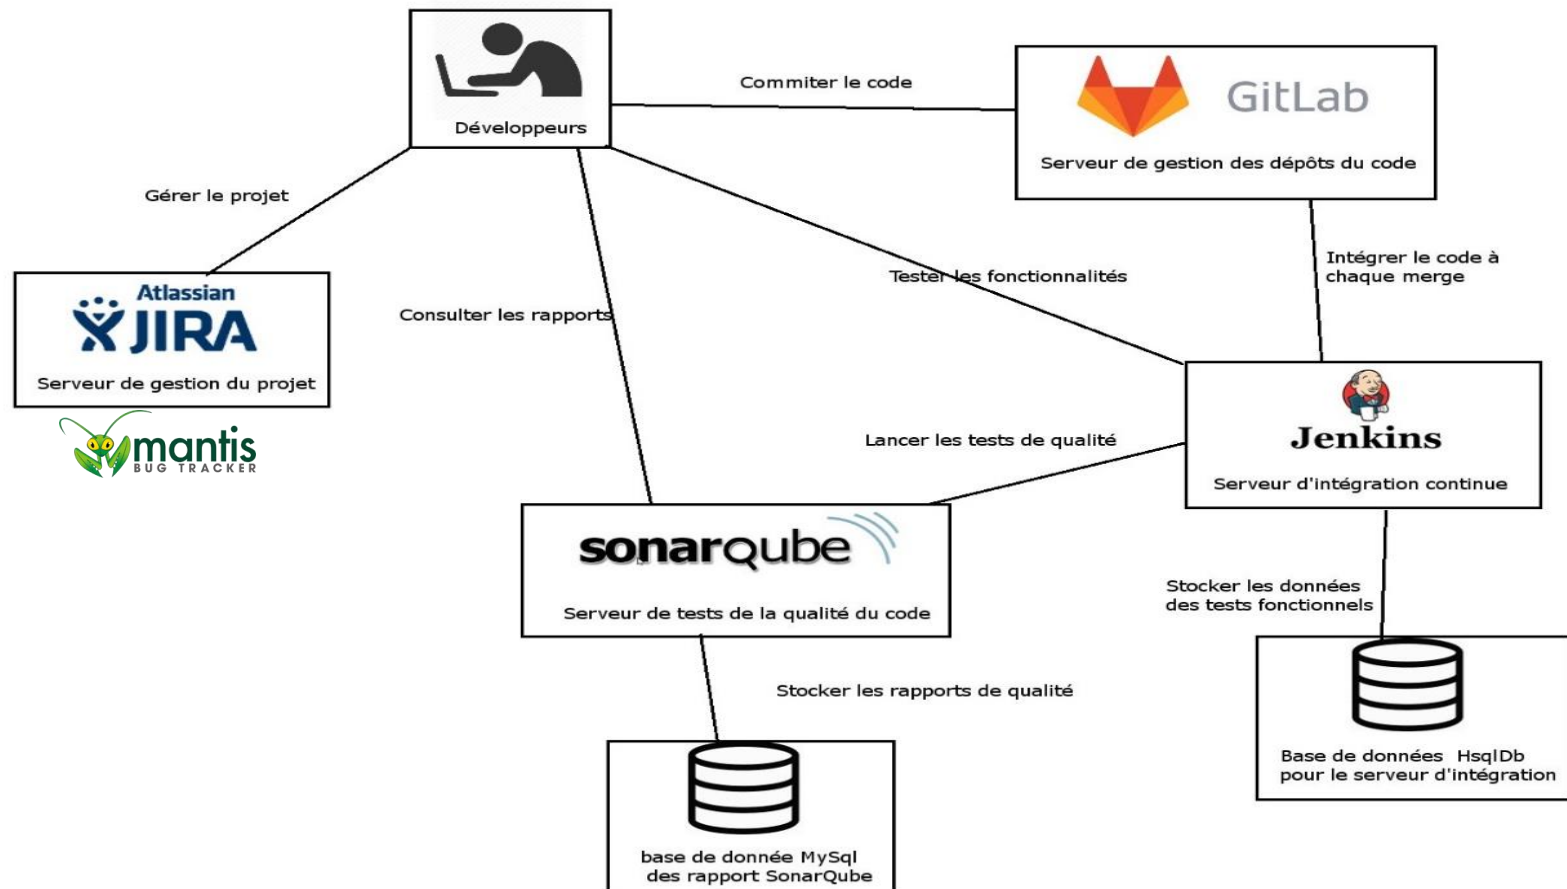 Développeurs
Commiter le code
GitLab
Serveur de gestion des dépôts du code
Gérer le projet
Atlassian
JIRA
Serveur de gestion du projet
mantis
BUG TRACKER
Consulter les rapports
Tester les fonctionnalités
Intégrer le code à
chaque merge
Jenkins
Serveur d'intégration continue
Lancer les tests de qualité
sonarqube
Serveur de tests de la qualité du code
Stocker les données
des tests fonctionnels
Stocker les rapports de qualité
Base de données HsqlDb
pour le serveur d'intégration
base de donnée MySql
des rapport SonarQube